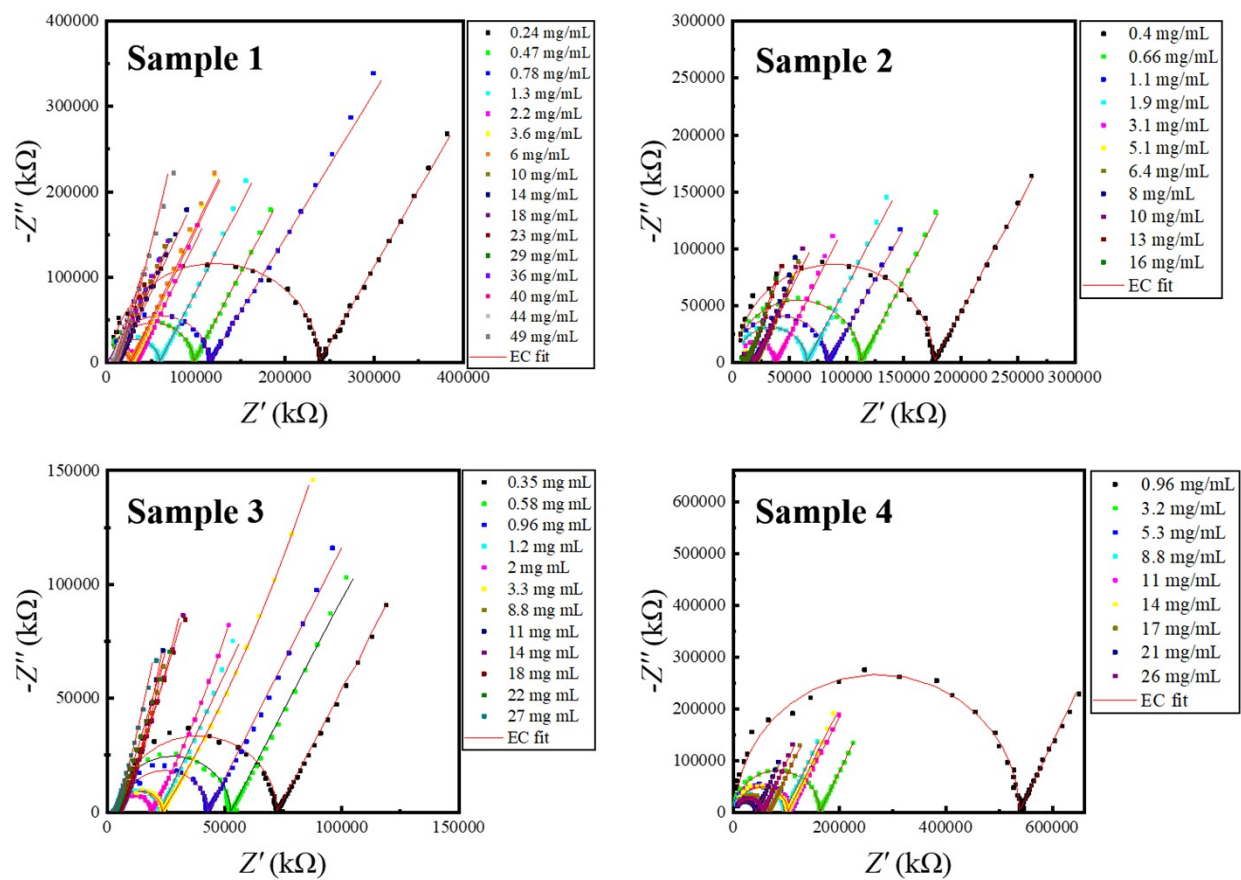 Sample 1
400000
300000
200000
100000
0
-Z'' (kΩ)
0
100000
200000
300000
400000
Z' (kΩ)
0.24 mg/mL
0.47 mg/mL
0.78 mg/mL
1.3 mg/mL
2.2 mg/mL
3.6 mg/mL
6 mg/mL
10 mg/mL
14 mg/mL
18 mg/mL
23 mg/mL
29 mg/mL
36 mg/mL
40 mg/mL
44 mg/mL
49 mg/mL
EC fit
Sample 2
300000
250000
200000
150000
100000
50000
0
-Z'' (kΩ)
0
50000
100000
150000
200000
250000
300000
Z' (kΩ)
0.4 mg/mL
0.66 mg/mL
1.1 mg/mL
1.9 mg/mL
3.1 mg/mL
5.1 mg/mL
6.4 mg/mL
8 mg/mL
10 mg/mL
13 mg/mL
16 mg/mL
EC fit
Sample 3
150000
100000
50000
0
-Z'' (kΩ)
0
50000
100000
150000
Z' (kΩ)
0.35 mg mL
0.58 mg mL
0.96 mg mL
1.2 mg mL
2 mg mL
3.3 mg mL
8.8 mg mL
11 mg mL
14 mg mL
18 mg mL
22 mg mL
27 mg mL
EC fit
Sample 4
600000
500000
400000
300000
200000
100000
0
-Z'' (kΩ)
0
200000
400000
600000
Z' (kΩ)
0.96 mg/mL
3.2 mg/mL
5.3 mg/mL
8.8 mg/mL
11 mg/mL
14 mg/mL
17 mg/mL
21 mg/mL
26 mg/mL
EC fit